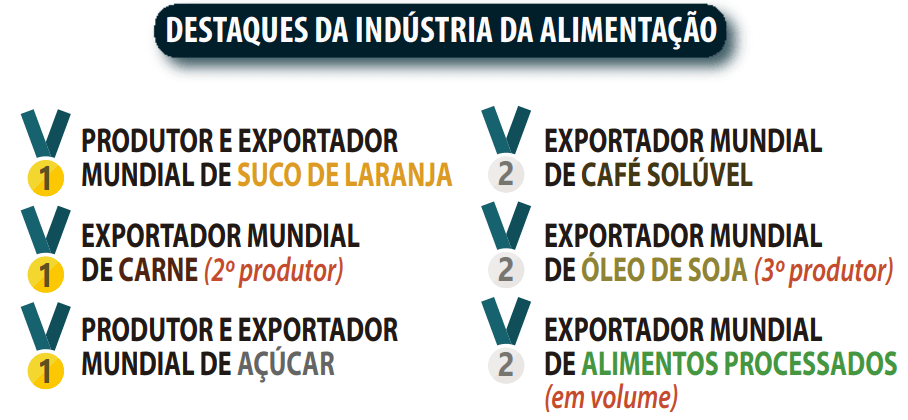 DESTAQUES DA INDÚSTRIA DA ALIMENTAÇÃO
1
PRODUTOR E EXPORTADOR
MUNDIAL DE SUCO DE LARANJA
1
EXPORTADOR MUNDIAL
DE CARNE (2º produtor)
1
PRODUTOR E EXPORTADOR
MUNDIAL DE AÇÚCAR
2
EXPORTADOR MUNDIAL
DE CAFÉ SOLÚVEL
2
EXPORTADOR MUNDIAL
DE ÓLEO DE SOJA (3º produtor)
2
EXPORTADOR MUNDIAL
DE ALIMENTOS PROCESSADOS
(em volume)